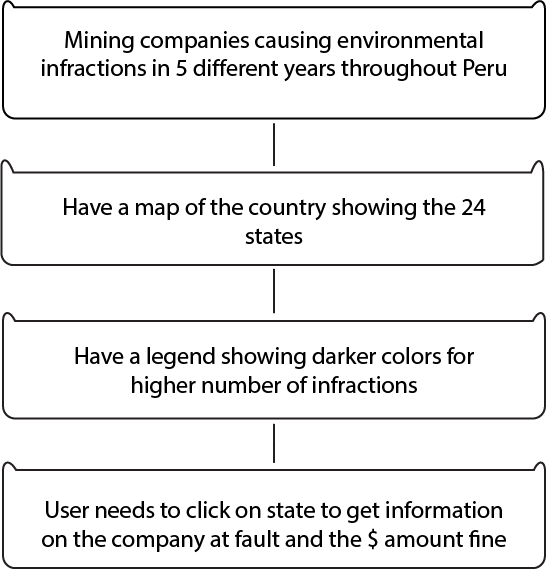 Mining companies causing environmental
infractions in 5 different years throughout Peru
Have a map of the country showing the 24
states
Have a legend showing darker colors for
higher number of infractions
User needs to click on state to get information
on the company at fault and the $ amount fine